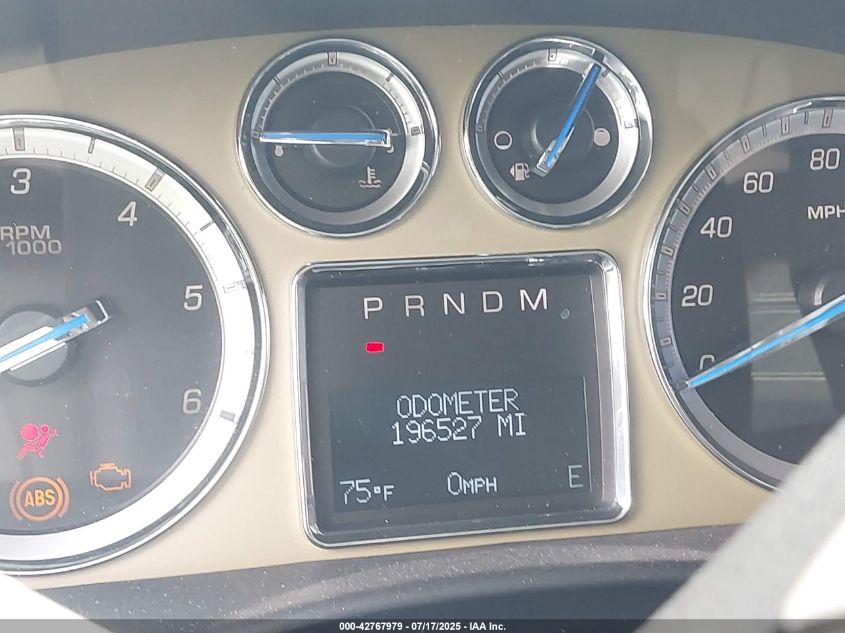 3
4
5
6
RPM
1000
ABS
PRNDM
ODOMETER
196527 MI
75°F
0MPH
E
0
20
40
60
80
MPH
000-42767979 - 07/17/2025 - IAA Inc.